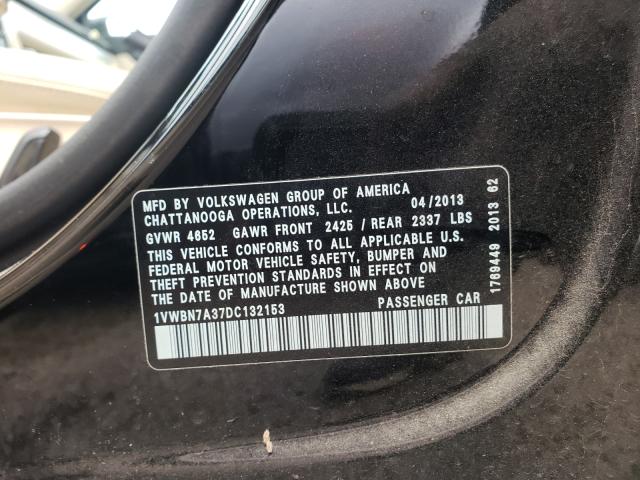 MFD BY VOLKSWAGEN GROUP OF AMERICA
CHATTANOOGA OPERATIONS, LLC. 04/2013
GVWR 4652 GAWR FRONT 2425 / REAR 2337 LBS
THIS VEHICLE CONFORMS TO ALL APPLICABLE U.S.
FEDERAL MOTOR VEHICLE SAFETY, BUMPER AND
THEFT PREVENTION STANDARDS IN EFFECT ON
THE DATE OF MANUFACTURE SHOWN ABOVE
1VWBN7A37DC132153 PASSENGER CAR
1769449 2013 62